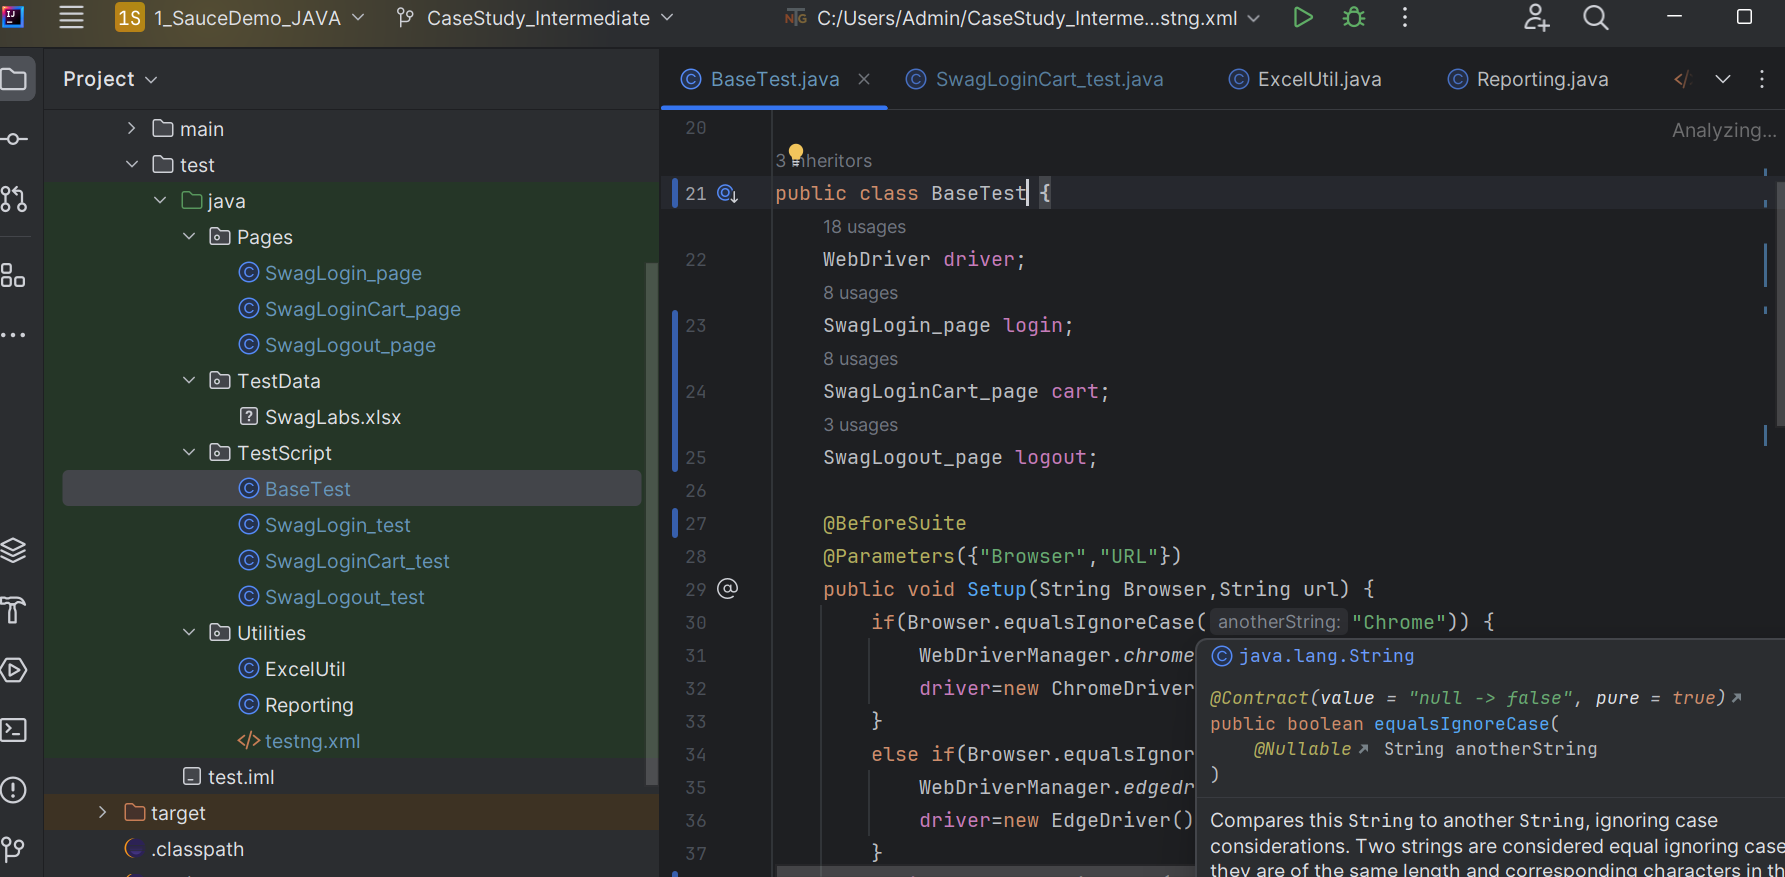 1S 1_SauceDemo_JAVA CaseStudy_Intermediate C:/Users/Admin/CaseStudy_Interme...stng.xml
Project
main
test
java
Pages
SwagLogin_page
SwagLoginCart_page
SwagLogout_page
TestData
SwagLabs.xlsx
TestScript
BaseTest
SwagLogin_test
SwagLoginCart_test
SwagLogout_test
Utilities
ExcelUtil
Reporting
testng.xml
test.iml
target
.classpath
BaseTest.java SwagLoginCart_test.java ExcelUtil.java Reporting.java
20 Analyzing...
3 inheritors
21 public class BaseTest {
18 usages
22 WebDriver driver;
8 usages
23 SwagLogin_page login;
8 usages
24 SwagLoginCart_page cart;
3 usages
25 SwagLogout_page logout;
26
27 @BeforeSuite
28 @Parameters({"Browser","URL"})
29 public void Setup(String Browser,String url) {
30 if(Browser.equalsIgnoreCase( anotherString: "Chrome")) {
31 WebDriverManager.chrome
32 driver=new ChromeDriver
33 }
34 else if(Browser.equalsIgnor
35 WebDriverManager.edgedr
36 driver=new EdgeDriver()
37 }
java.lang.String
@Contract(value = "null -> false", pure = true)
public boolean equalsIgnoreCase(
@Nullable String anotherString
)
Compares this String to another String, ignoring case
considerations. Two strings are considered equal ignoring case
they are of the same length and corresponding characters in th